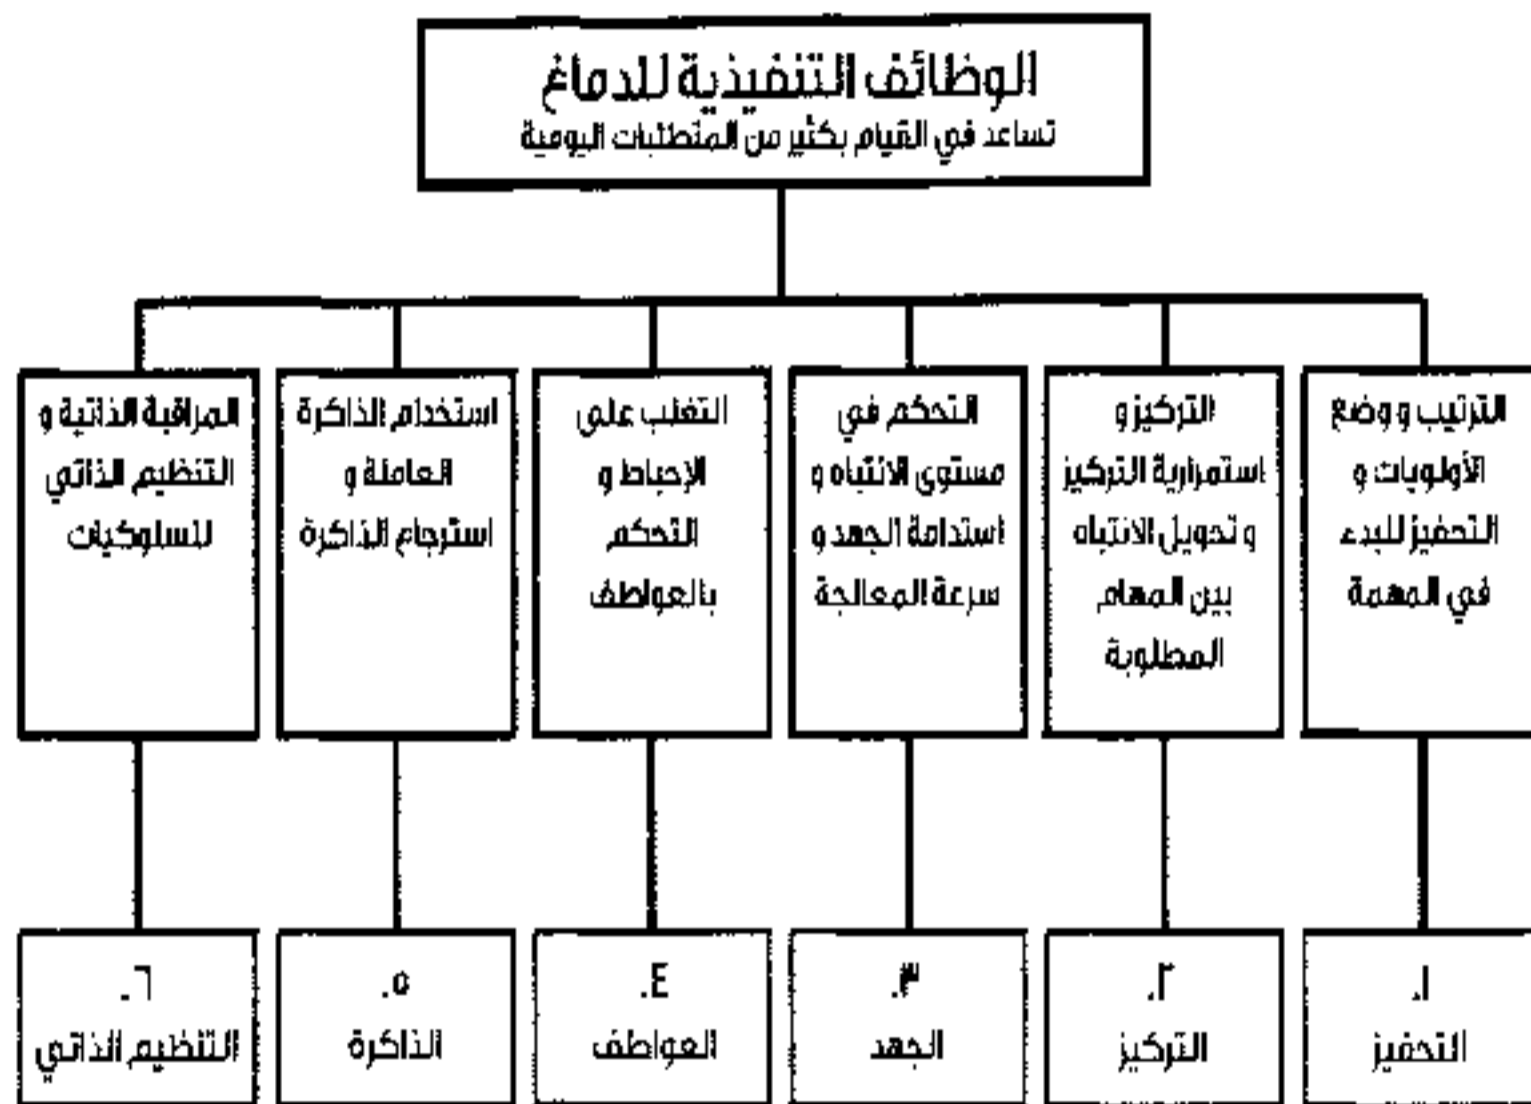 الوظائف التنفيذية للدماغ
تساعد في القيام بكثير من المتطلبات اليومية
الترتيب و وضع
الأولويات و
التحفيز للبدء
في المهمة
التركيز و
استمرارية التركيز
و تحويل الانتباه
بين المهام
المطلوبة
التحكم في
مستوى الانتباه و
استدامة الجهد و
سرعة المعالجة
التغلب على
الإحباط و
التحكم
بالعواطف
استخدام الذاكرة
العاملة و
استرجاع الذاكرة
المراقبة الذاتية و
التنظيم الذاتي
للسلوكيات
١.
التحفيز
٢.
التركيز
٣.
الجهد
٤.
العواطف
٥.
الذاكرة
٦.
التنظيم الذاتي